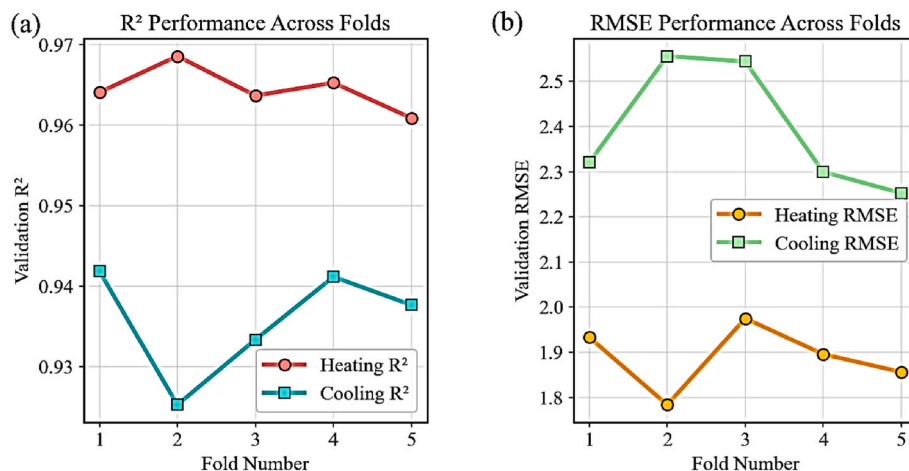 (a)
R² Performance Across Folds
0.97
0.96
0.95
0.94
0.93
Validation R²
Heating R²
Cooling R²
1 2 3 4 5
Fold Number
(b)
RMSE Performance Across Folds
2.5
2.4
2.3
2.2
2.1
2.0
1.9
1.8
Validation RMSE
Heating RMSE
Cooling RMSE
1 2 3 4 5
Fold Number